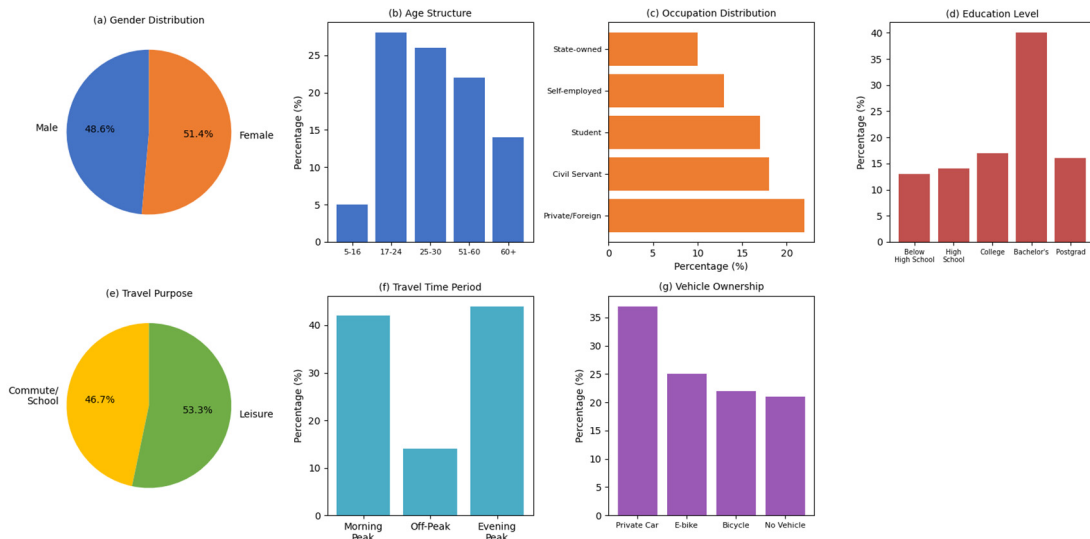 (a) Gender Distribution
Male
48.6%
51.4%
Female
(b) Age Structure
Percentage (%)
25
20
15
10
5
0
5-16
17-24
25-30
51-60
60+
(c) Occupation Distribution
State-owned
Self-employed
Student
Civil Servant
Private/Foreign
0
5
10
15
20
Percentage (%)
(d) Education Level
Percentage (%)
40
35
30
25
20
15
10
5
0
Below
High School
High
School
College
Bachelor's
Postgrad
(e) Travel Purpose
Commute/
School
46.7%
53.3%
Leisure
(f) Travel Time Period
Percentage (%)
40
30
20
10
0
Morning
Peak
Off-Peak
Evening
Peak
(g) Vehicle Ownership
Percentage (%)
35
30
25
20
15
10
5
0
Private Car
E-bike
Bicycle
No Vehicle